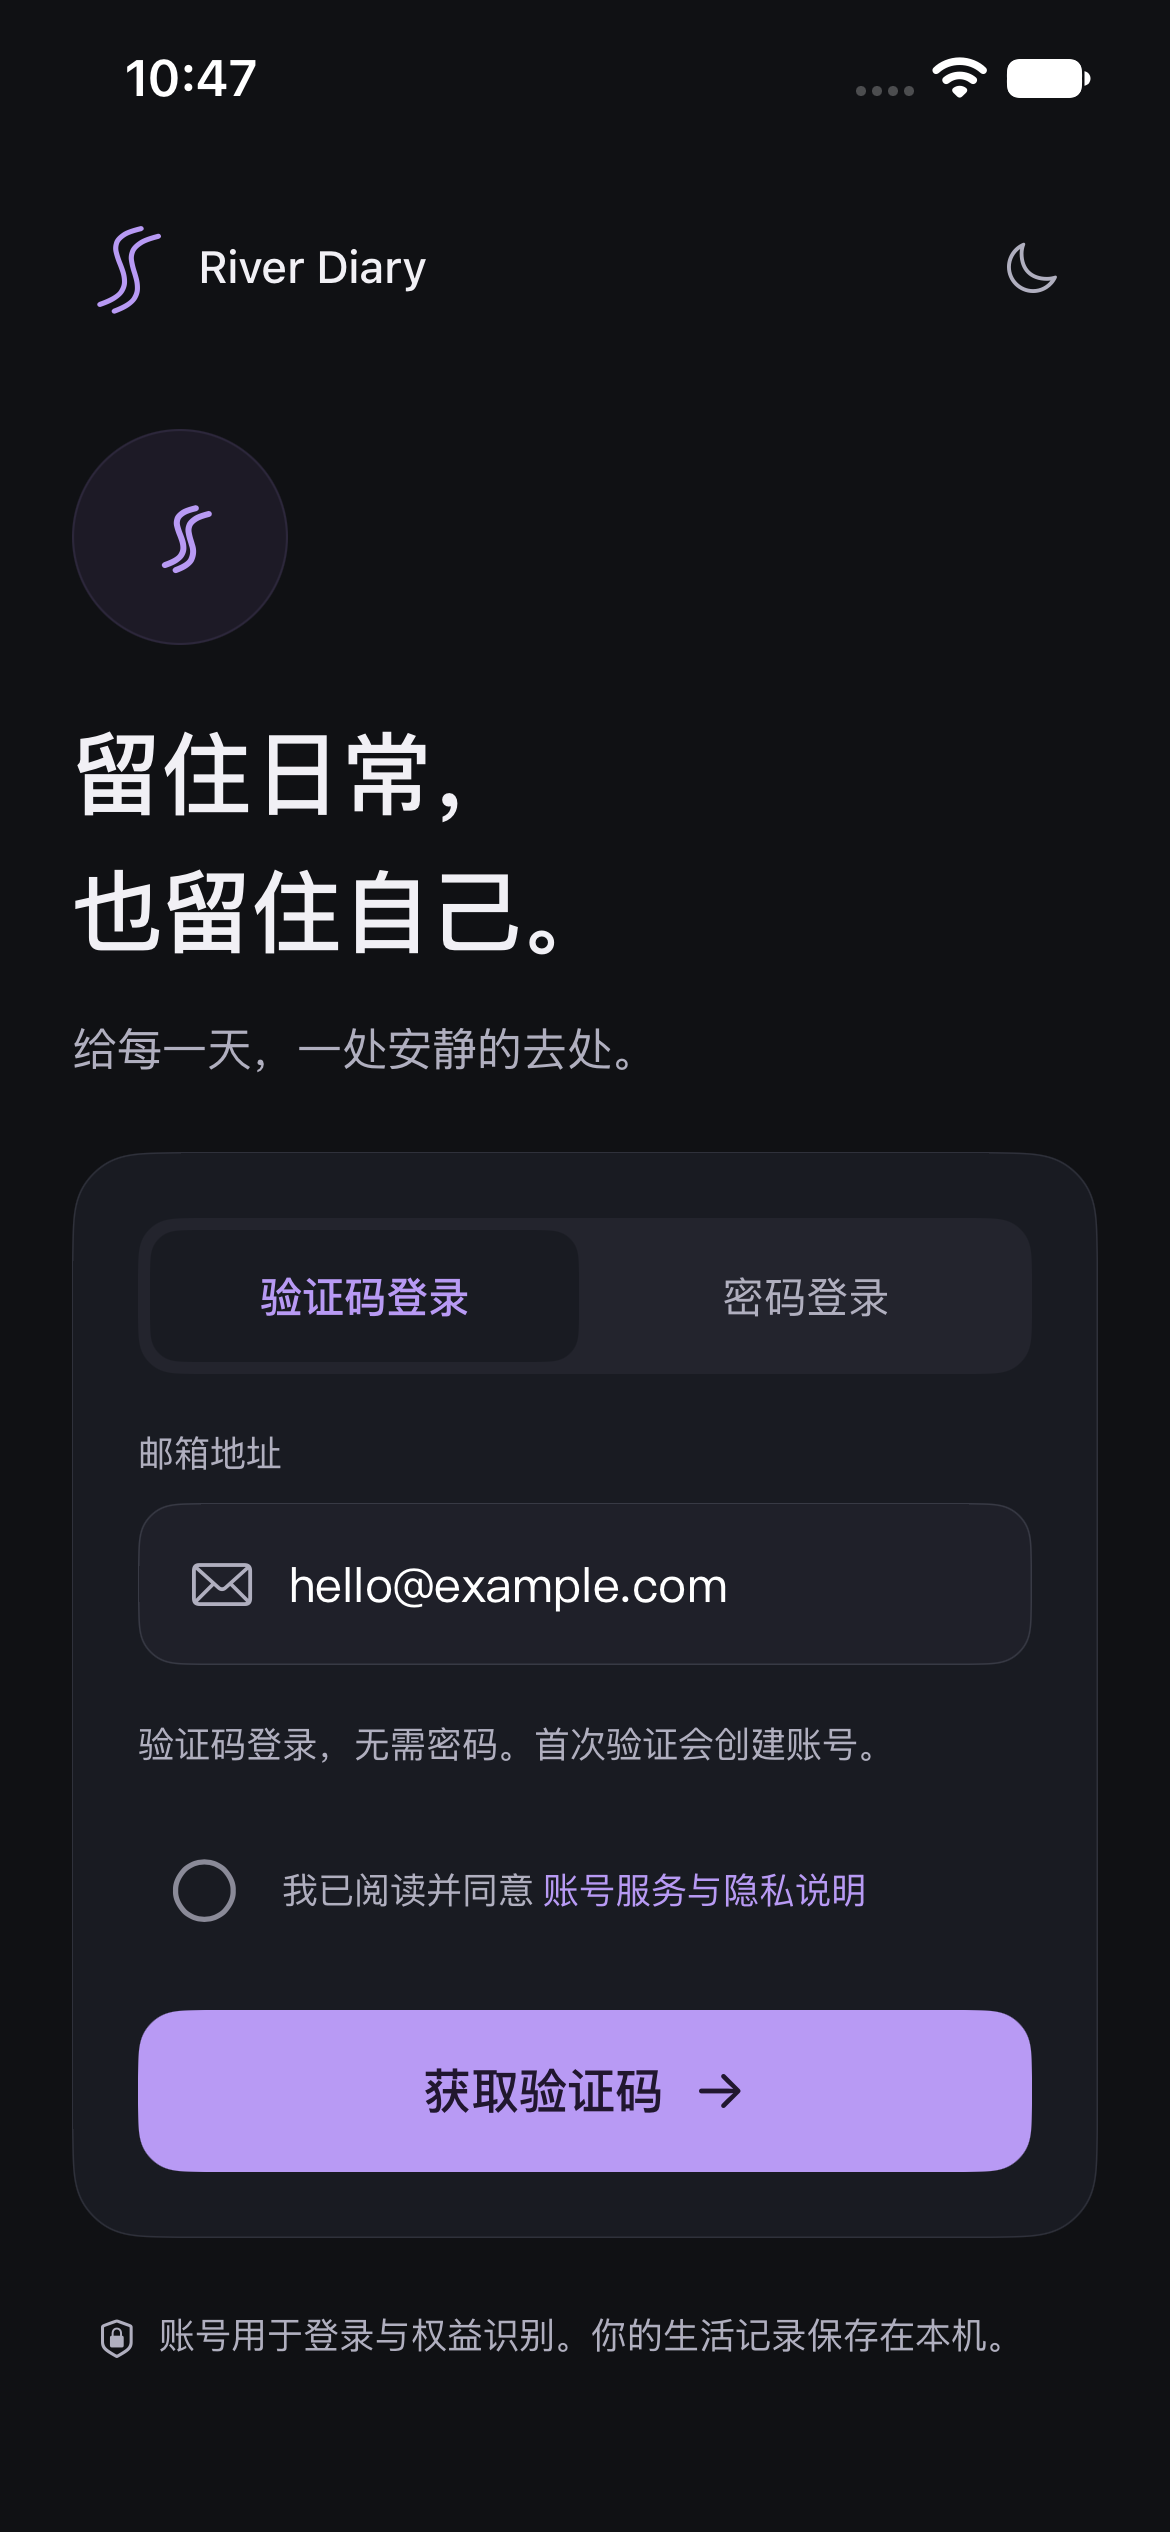 10:47
River Diary
留住日常，
也留住自己。
给每一天，一处安静的去处。
验证码登录
密码登录
邮箱地址
hello@example.com
验证码登录，无需密码。首次验证会创建账号。
我已阅读并同意 账号服务与隐私说明
获取验证码 →
账号用于登录与权益识别。你的生活记录保存在本机。